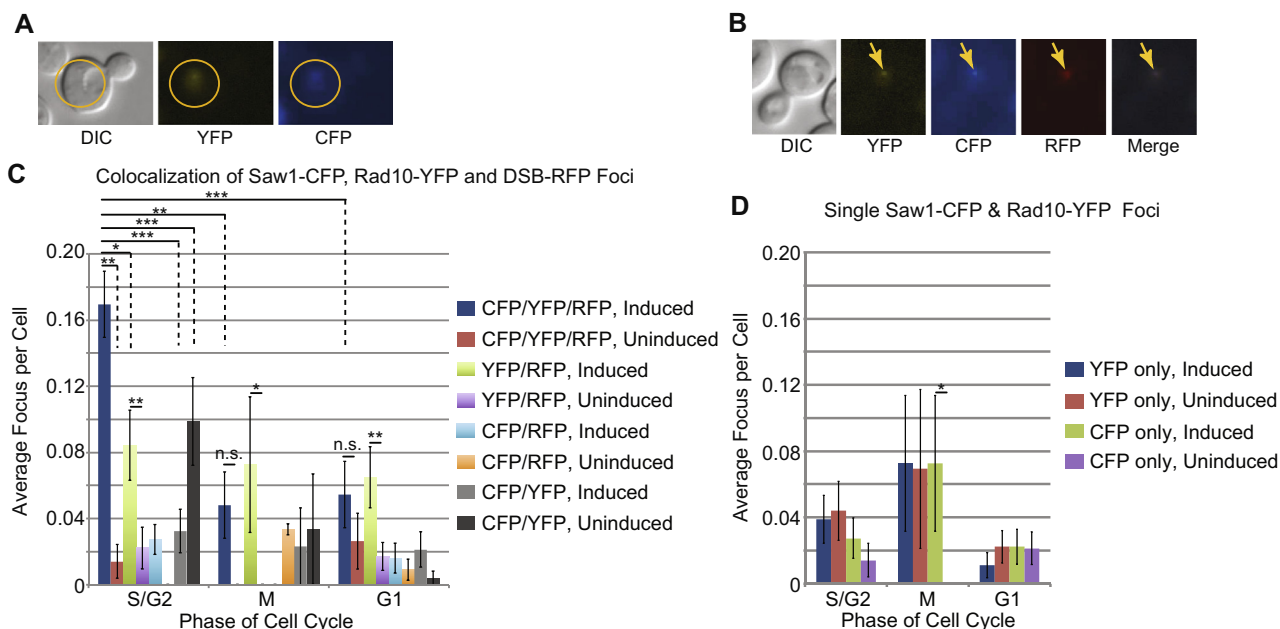 A
DIC
YFP
CFP
B
DIC
YFP
CFP
RFP
Merge
C
Colocalization of Saw1-CFP, Rad10-YFP and DSB-RFP Foci
***
**
***
***
*
**
**
n.s.
*
n.s.
**
0.20
0.16
0.12
0.08
0.04
0
Average Focus per Cell
S/G2
M
G1
Phase of Cell Cycle
CFP/YFP/RFP, Induced
CFP/YFP/RFP, Uninduced
YFP/RFP, Induced
YFP/RFP, Uninduced
CFP/RFP, Induced
CFP/RFP, Uninduced
CFP/YFP, Induced
CFP/YFP, Uninduced
D
Single Saw1-CFP & Rad10-YFP Foci
*
0.20
0.16
0.12
0.08
0.04
0
Average Focus per Cell
S/G2
M
G1
Phase of Cell Cycle
YFP only, Induced
YFP only, Uninduced
CFP only, Induced
CFP only, Uninduced